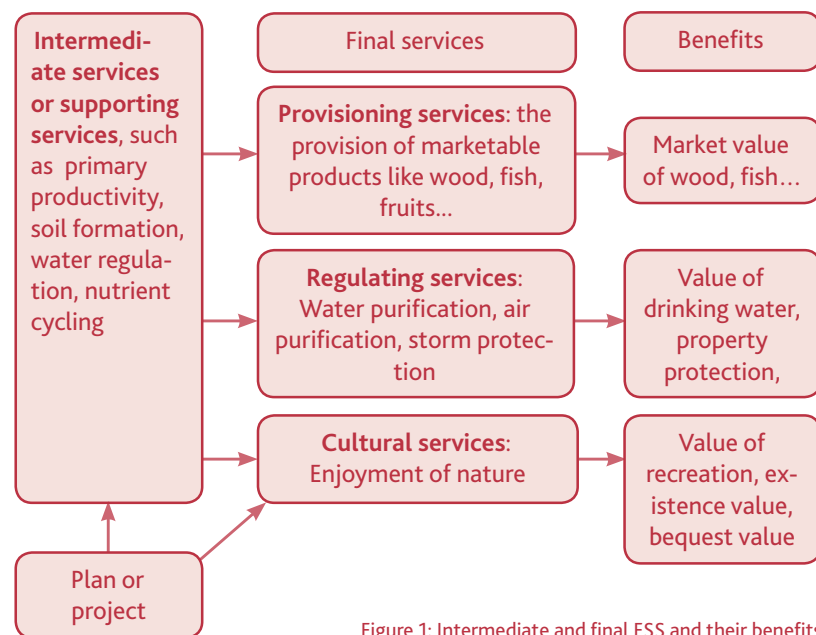 Intermedi-
ate services
or supporting
services, such
as primary
productivity,
soil formation,
water regula-
tion, nutrient
cycling
Final services
Benefits
Provisioning services: the
provision of marketable
products like wood, fish,
fruits...
Market value
of wood, fish...
Regulating services:
Water purification, air
purification, storm protec-
tion
Value of
drinking water,
property
protection,
Cultural services:
Enjoyment of nature
Value of
recreation, ex-
istence value,
bequest value
Plan or
project
Figure 1: Intermediate and final ESS and their benefits